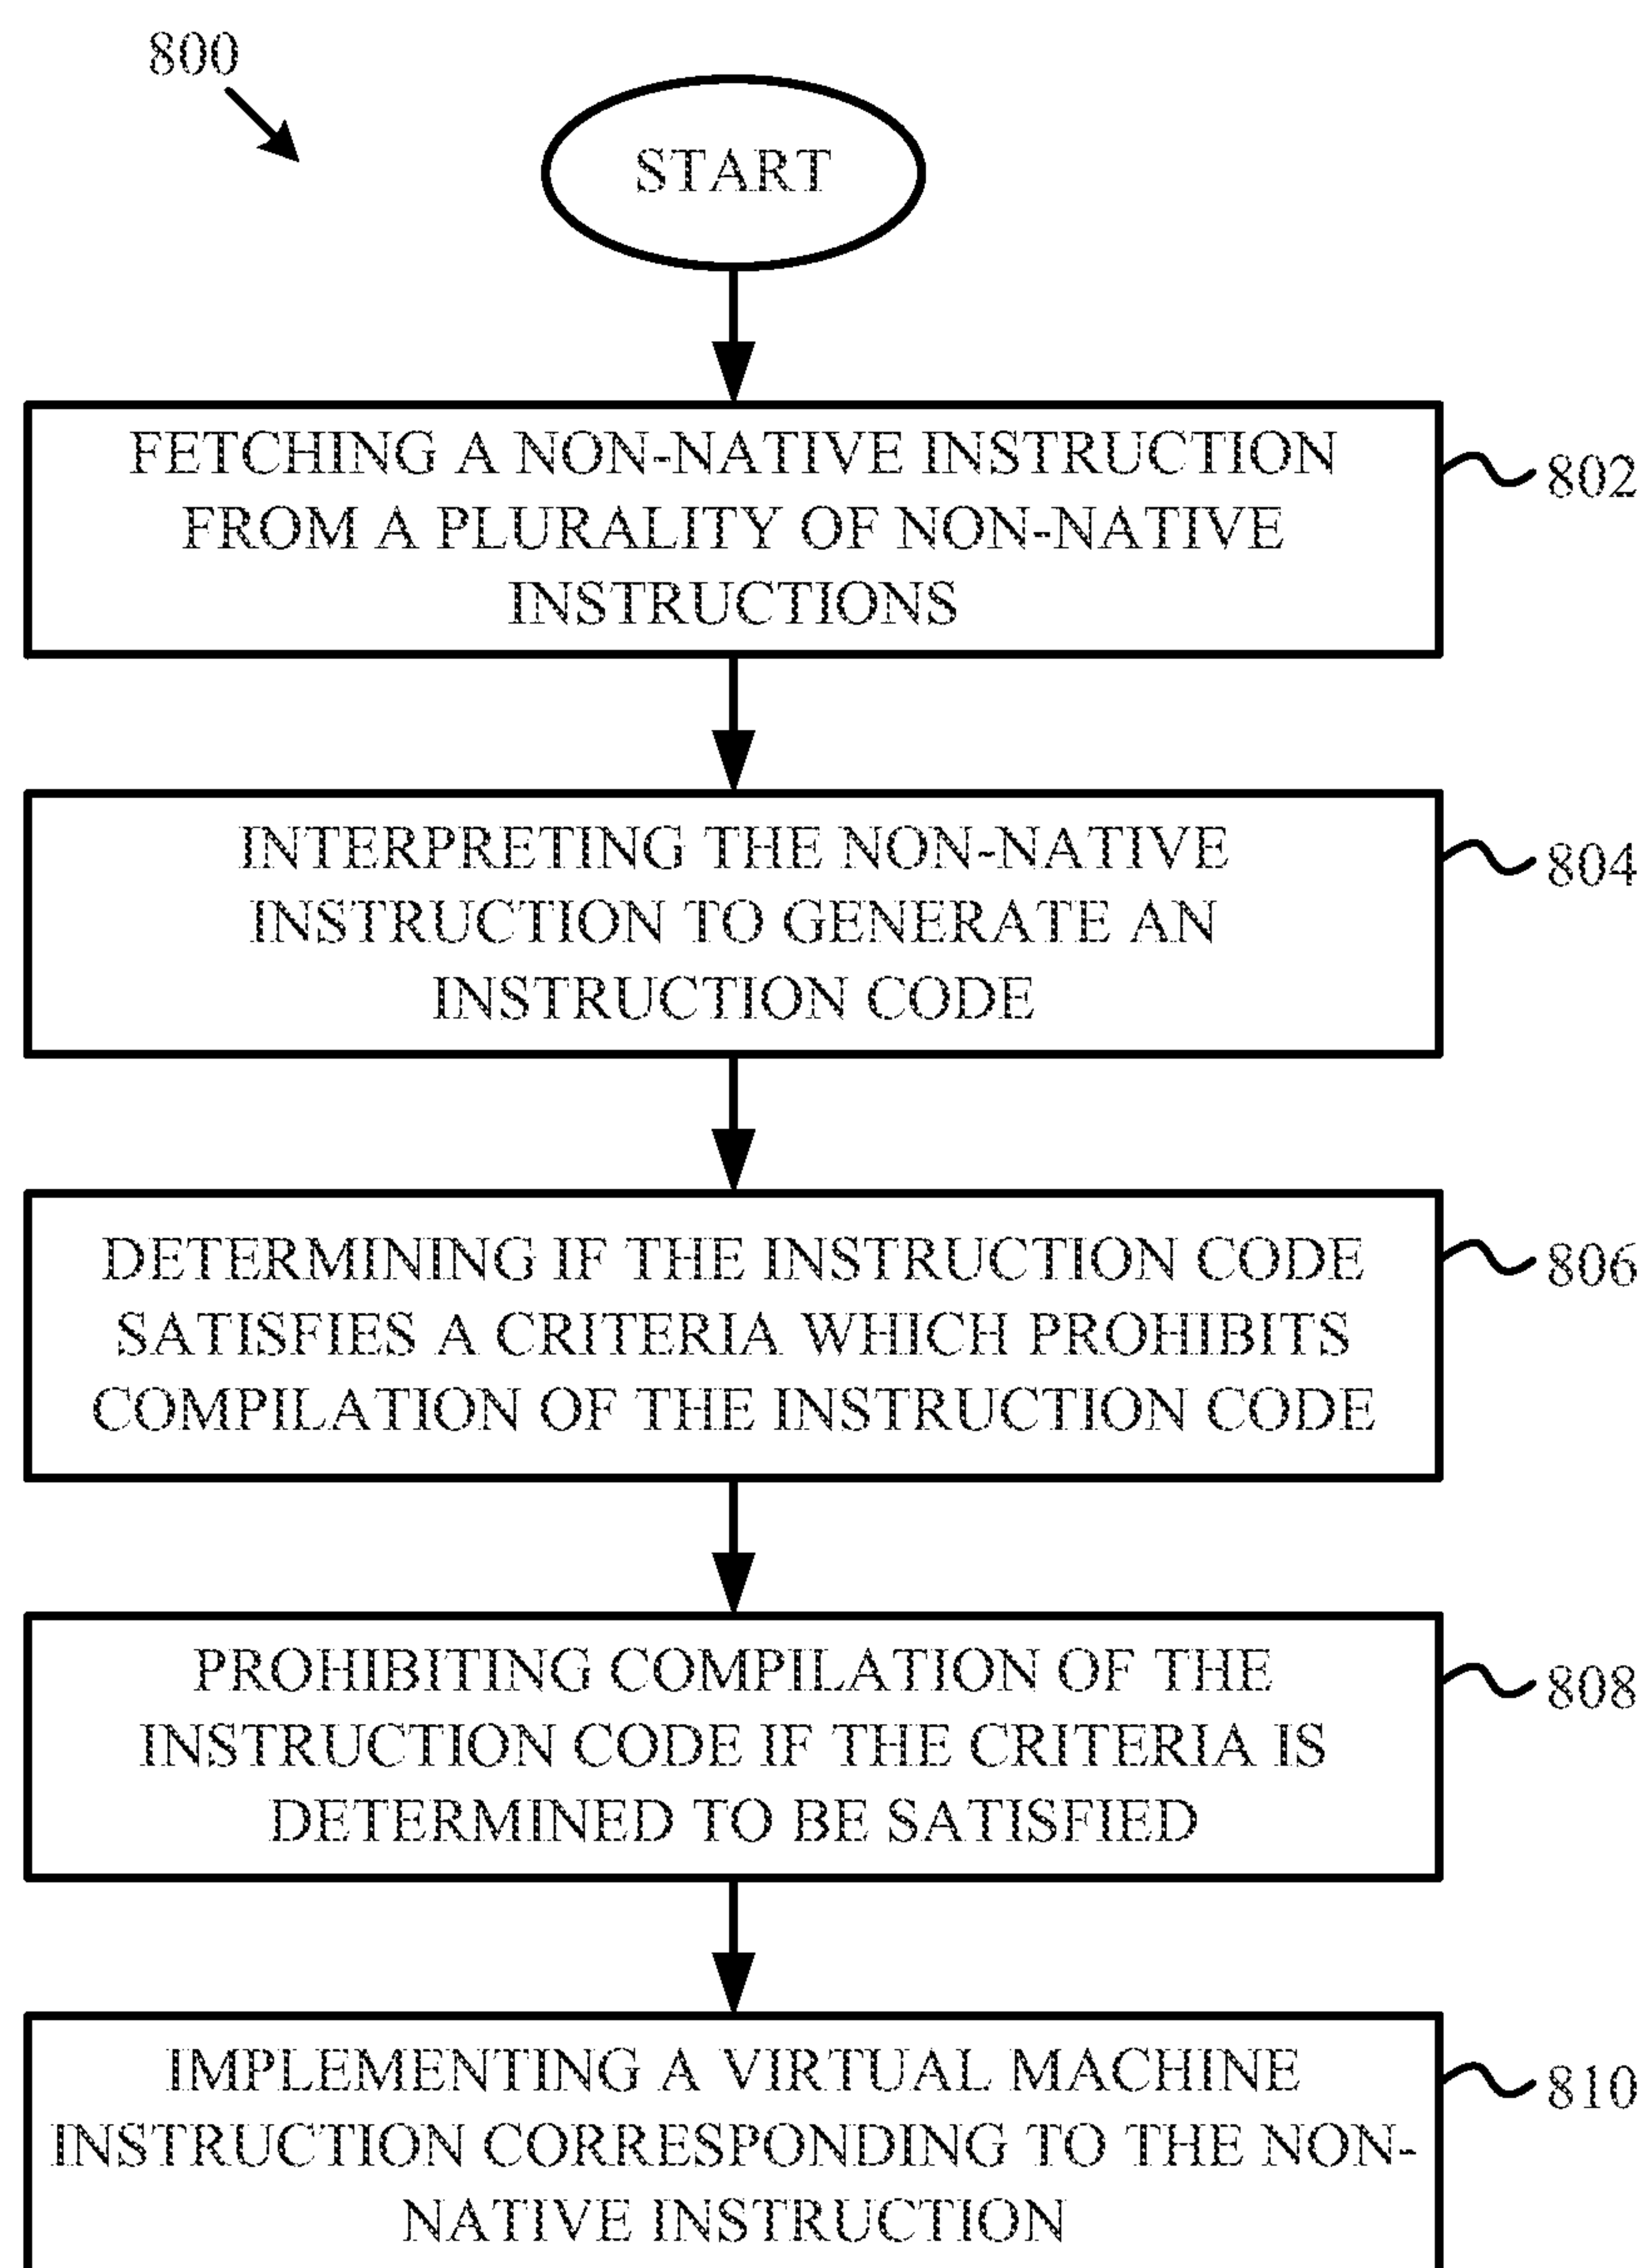 800
START
FETCHING A NON-NATIVE INSTRUCTION
FROM A PLURALITY OF NON-NATIVE
INSTRUCTIONS
802
INTERPRETING THE NON-NATIVE
INSTRUCTION TO GENERATE AN
INSTRUCTION CODE
804
DETERMINING IF THE INSTRUCTION CODE
SATISFIES A CRITERIA WHICH PROHIBITS
COMPILATION OF THE INSTRUCTION CODE
806
PROHIBITING COMPILATION OF THE
INSTRUCTION CODE IF THE CRITERIA IS
DETERMINED TO BE SATISFIED
808
IMPLEMENTING A VIRTUAL MACHINE
INSTRUCTION CORRESPONDING TO THE NON-
NATIVE INSTRUCTION
810